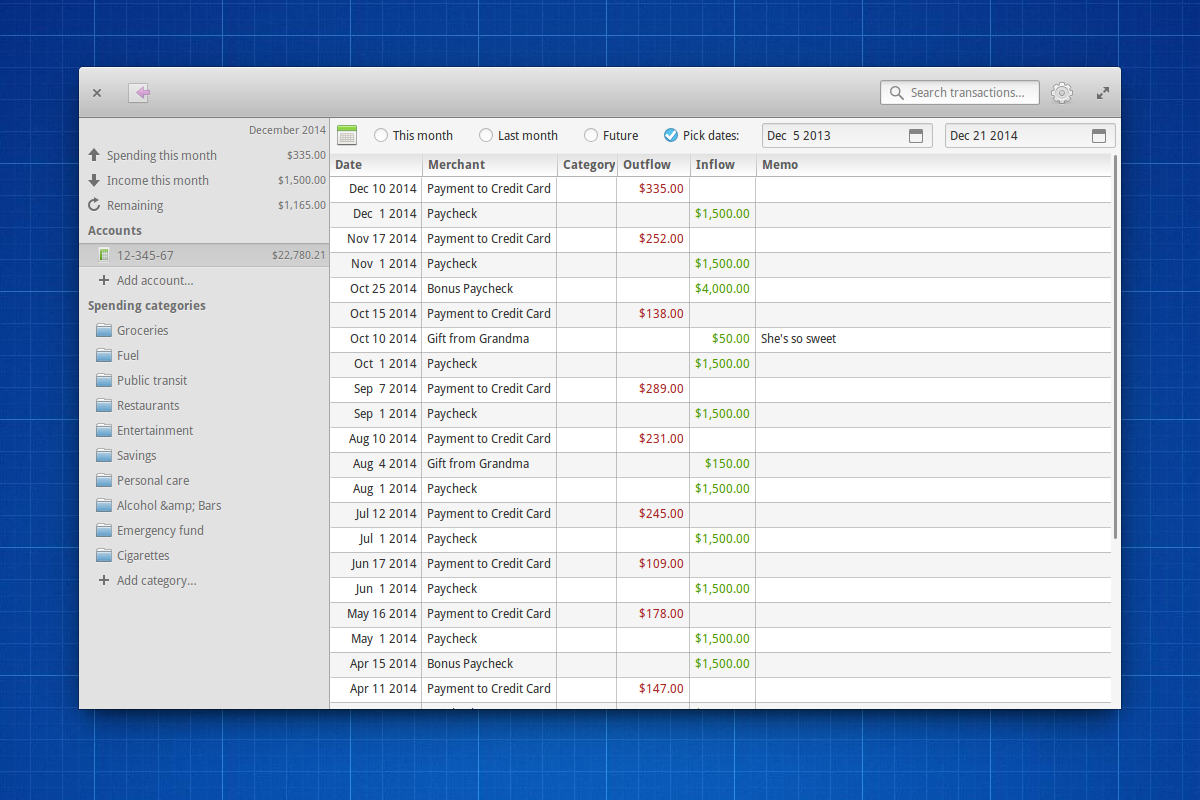 Search transactions...
December 2014
Spending this month $335.00
Income this month $1,500.00
Remaining $1,165.00
Accounts
12-345-67 $22,780.21
Add account...
Spending categories
Groceries
Fuel
Public transit
Restaurants
Entertainment
Savings
Personal care
Alcohol &amp; Bars
Emergency fund
Cigarettes
Add category...
This month Last month Future Pick dates: Dec 5 2013 Dec 21 2014
Date Merchant Category Outflow Inflow Memo
Dec 10 2014 Payment to Credit Card $335.00
Dec 1 2014 Paycheck $1,500.00
Nov 17 2014 Payment to Credit Card $252.00
Nov 1 2014 Paycheck $1,500.00
Oct 25 2014 Bonus Paycheck $4,000.00
Oct 15 2014 Payment to Credit Card $138.00
Oct 10 2014 Gift from Grandma $50.00 She's so sweet
Oct 1 2014 Paycheck $1,500.00
Sep 7 2014 Payment to Credit Card $289.00
Sep 1 2014 Paycheck $1,500.00
Aug 10 2014 Payment to Credit Card $231.00
Aug 4 2014 Gift from Grandma $150.00
Aug 1 2014 Paycheck $1,500.00
Jul 12 2014 Payment to Credit Card $245.00
Jul 1 2014 Paycheck $1,500.00
Jun 17 2014 Payment to Credit Card $109.00
Jun 1 2014 Paycheck $1,500.00
May 16 2014 Payment to Credit Card $178.00
May 1 2014 Paycheck $1,500.00
Apr 15 2014 Bonus Paycheck $1,500.00
Apr 11 2014 Payment to Credit Card $147.00